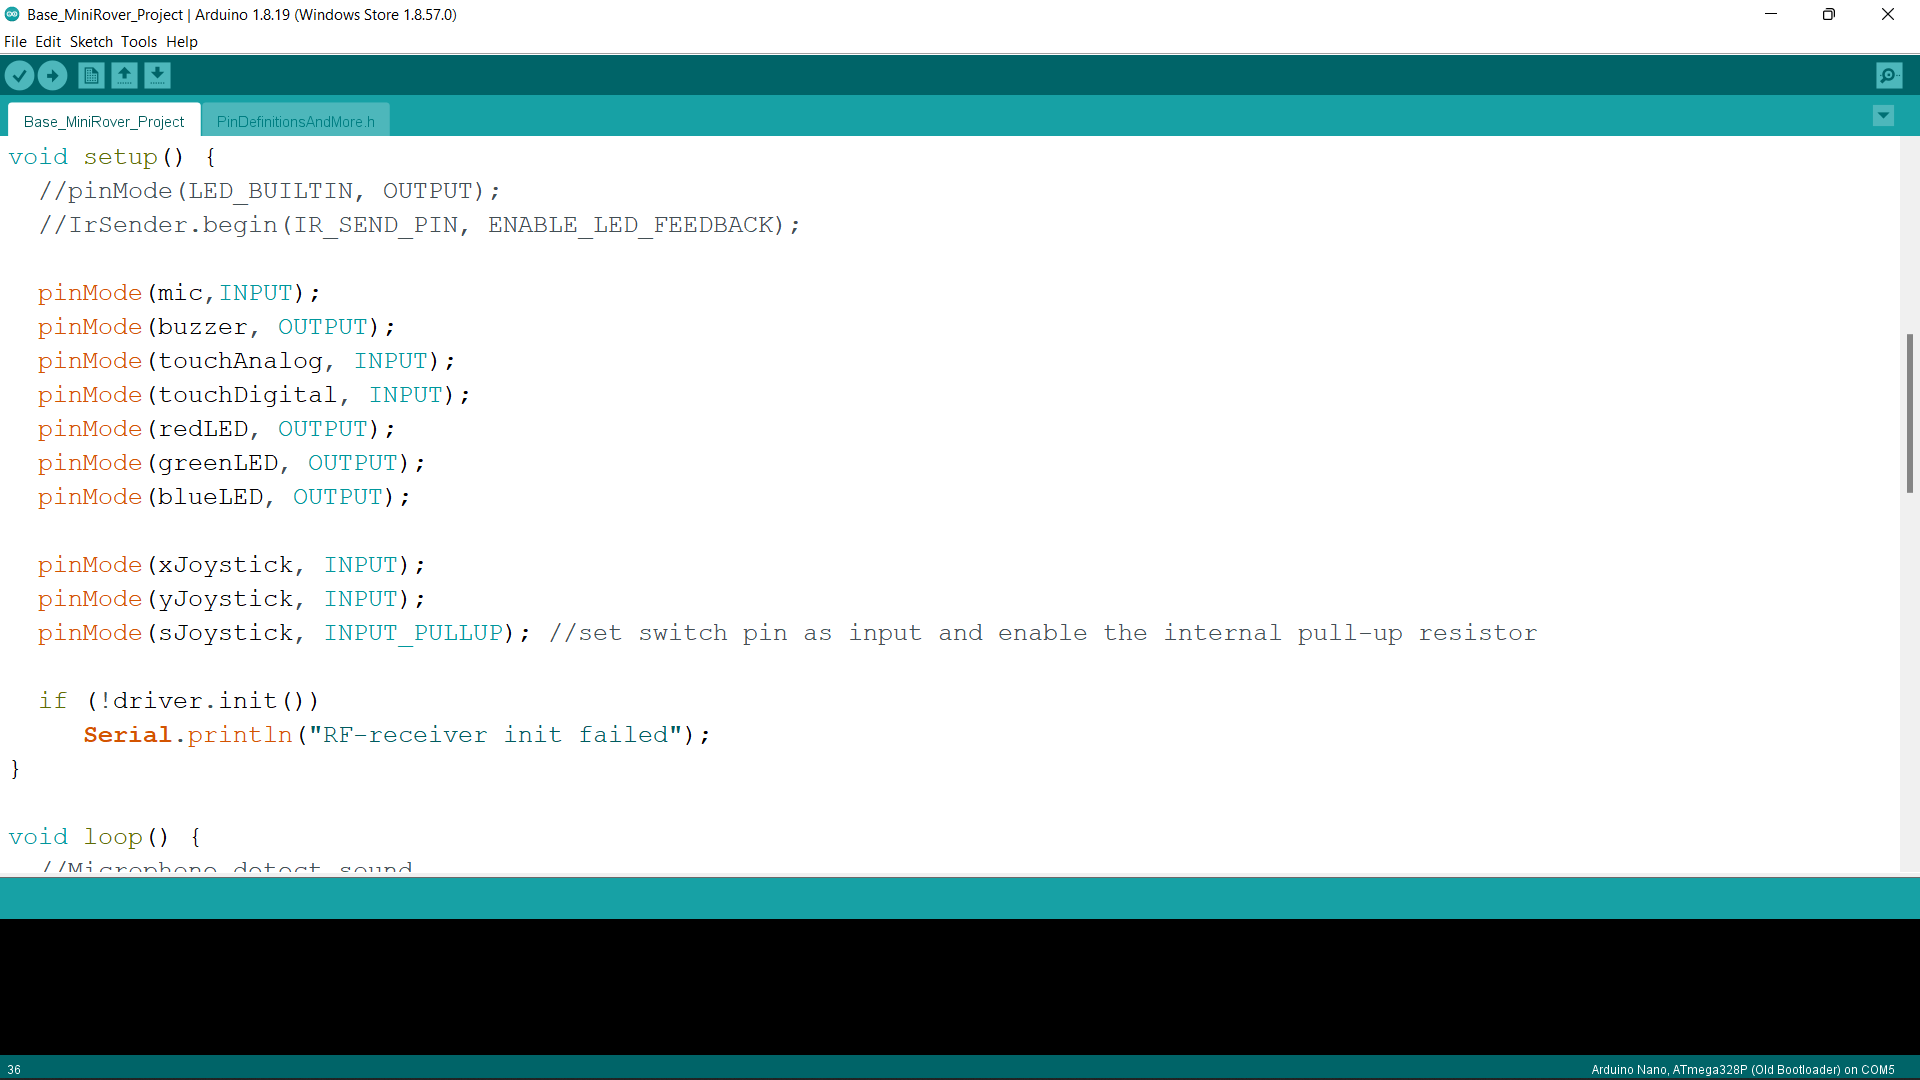 Base_MiniRover_Project | Arduino 1.8.19 (Windows Store 1.8.57.0)
File Edit Sketch Tools Help
Base_MiniRover_Project PinDefinitionsAndMore.h
void setup() {
  //pinMode(LED_BUILTIN, OUTPUT);
  //IrSender.begin(IR_SEND_PIN, ENABLE_LED_FEEDBACK);
  pinMode(mic,INPUT);
  pinMode(buzzer, OUTPUT);
  pinMode(touchAnalog, INPUT);
  pinMode(touchDigital, INPUT);
  pinMode(redLED, OUTPUT);
  pinMode(greenLED, OUTPUT);
  pinMode(blueLED, OUTPUT);
  pinMode(xJoystick, INPUT);
  pinMode(yJoystick, INPUT);
  pinMode(sJoystick, INPUT_PULLUP); //set switch pin as input and enable the internal pull-up resistor
  if (!driver.init())
     Serial.println("RF-receiver init failed");
}
void loop() {
  //Microphone detect sound
36
Arduino Nano, ATmega328P (Old Bootloader) on COM5